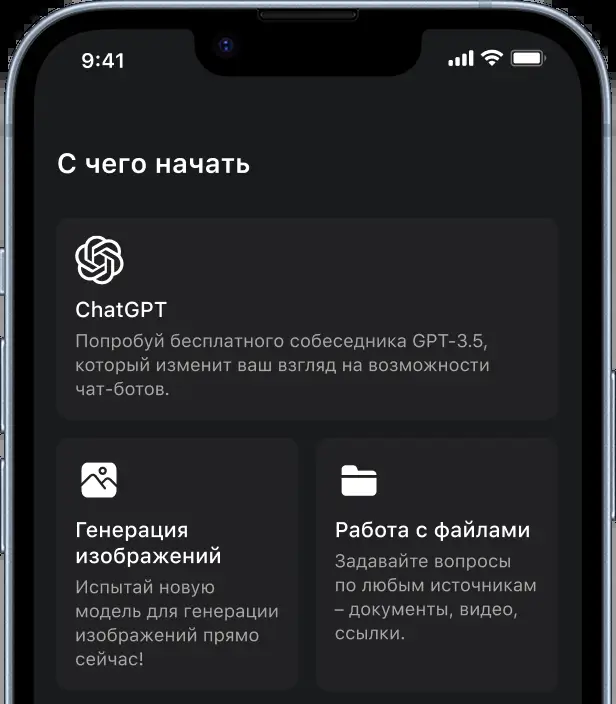 9:41
С чего начать
ChatGPT
Попробуй бесплатного собеседника GPT-3.5,
который изменит ваш взгляд на возможности
чат-ботов.
Генерация
изображений
Испытай новую
модель для генерации
изображений прямо
сейчас!
Работа с файлами
Задавайте вопросы
по любым источникам
– документы, видео,
ссылки.